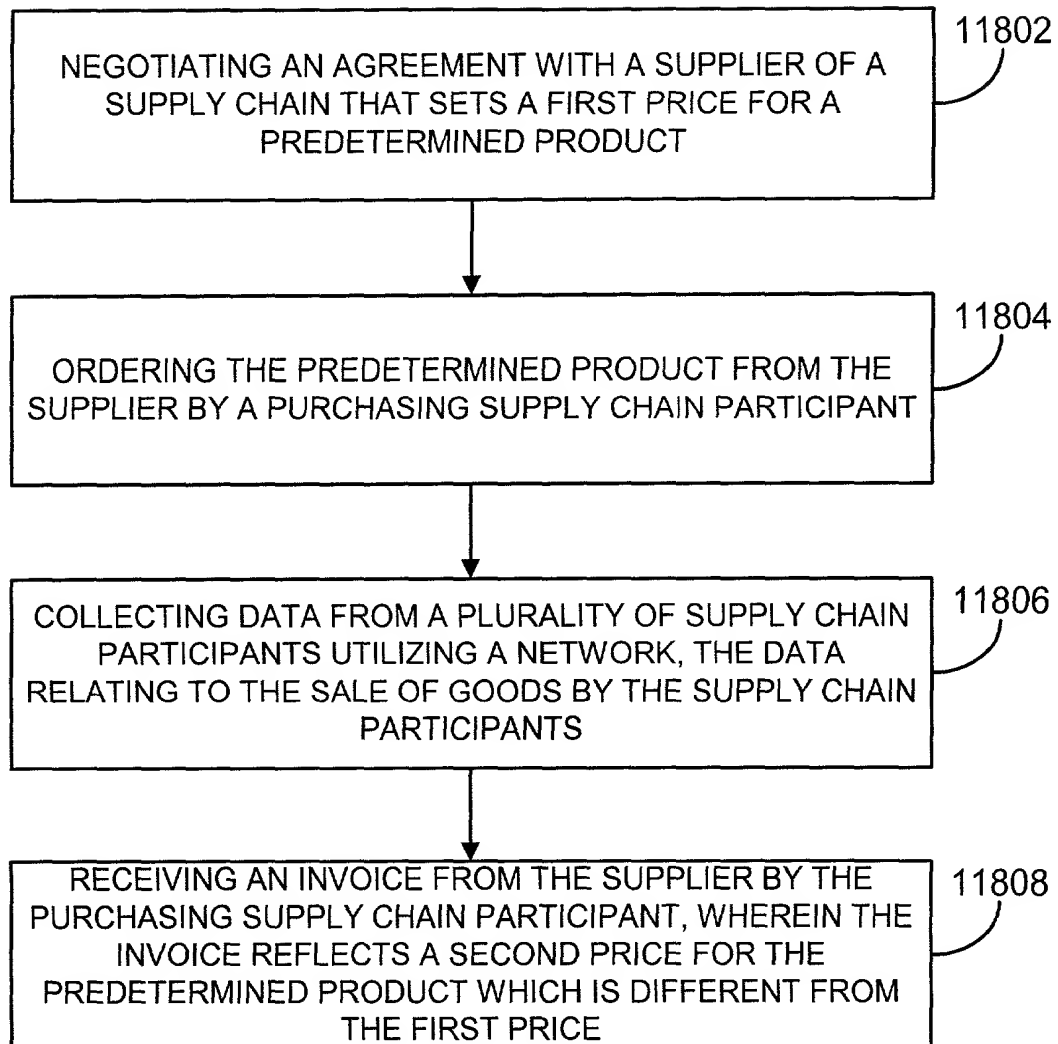 11802
NEGOTIATING AN AGREEMENT WITH A SUPPLIER OF A
SUPPLY CHAIN THAT SETS A FIRST PRICE FOR A
PREDETERMINED PRODUCT
11804
ORDERING THE PREDETERMINED PRODUCT FROM THE
SUPPLIER BY A PURCHASING SUPPLY CHAIN PARTICIPANT
11806
COLLECTING DATA FROM A PLURALITY OF SUPPLY CHAIN
PARTICIPANTS UTILIZING A NETWORK, THE DATA
RELATING TO THE SALE OF GOODS BY THE SUPPLY CHAIN
PARTICIPANTS
11808
RECEIVING AN INVOICE FROM THE SUPPLIER BY THE
PURCHASING SUPPLY CHAIN PARTICIPANT, WHEREIN THE
INVOICE REFLECTS A SECOND PRICE FOR THE
PREDETERMINED PRODUCT WHICH IS DIFFERENT FROM
THE FIRST PRICE